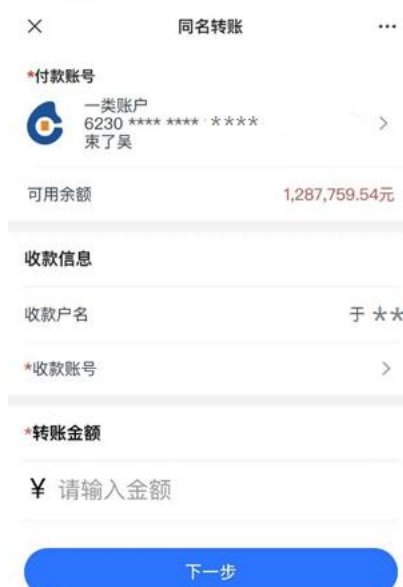 同名转账
*付款账号
一类账户
6230 **** **** ****
束了吴
可用余额 1,287,759.54元
收款信息
收款户名 于 **
*收款账号
*转账金额
¥ 请输入金额
下一步